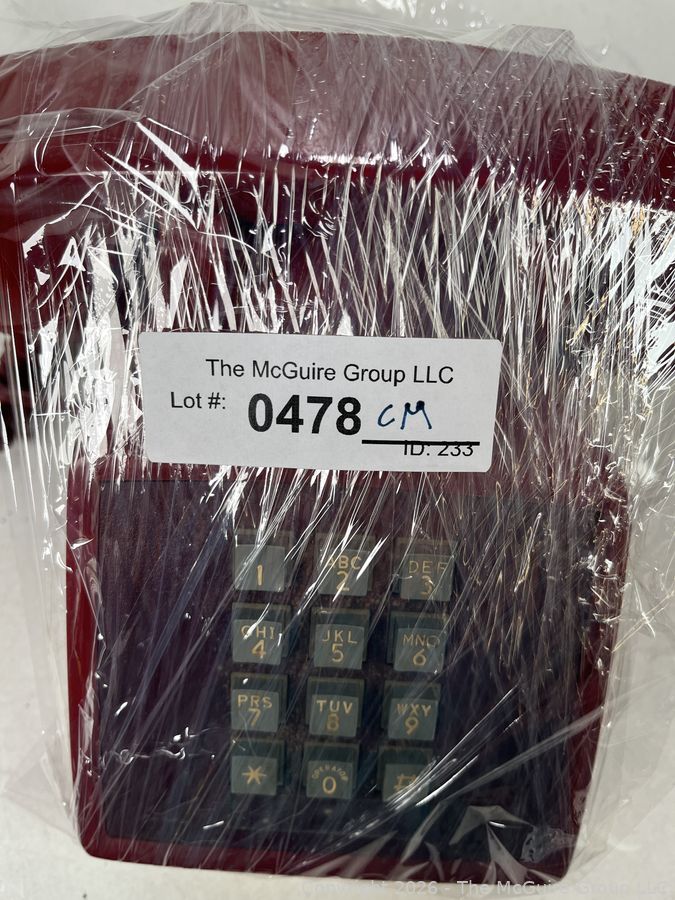 The McGuire Group LLC
Lot #: 0478 CM
ID: 233
1 ABC 2 DEF 3
GHI 4 JKL 5 MNO 6
PRS 7 TUV 8 WXY 9
* OPERATOR 0 #
Copyright 2026 - The McGuire Group LLC